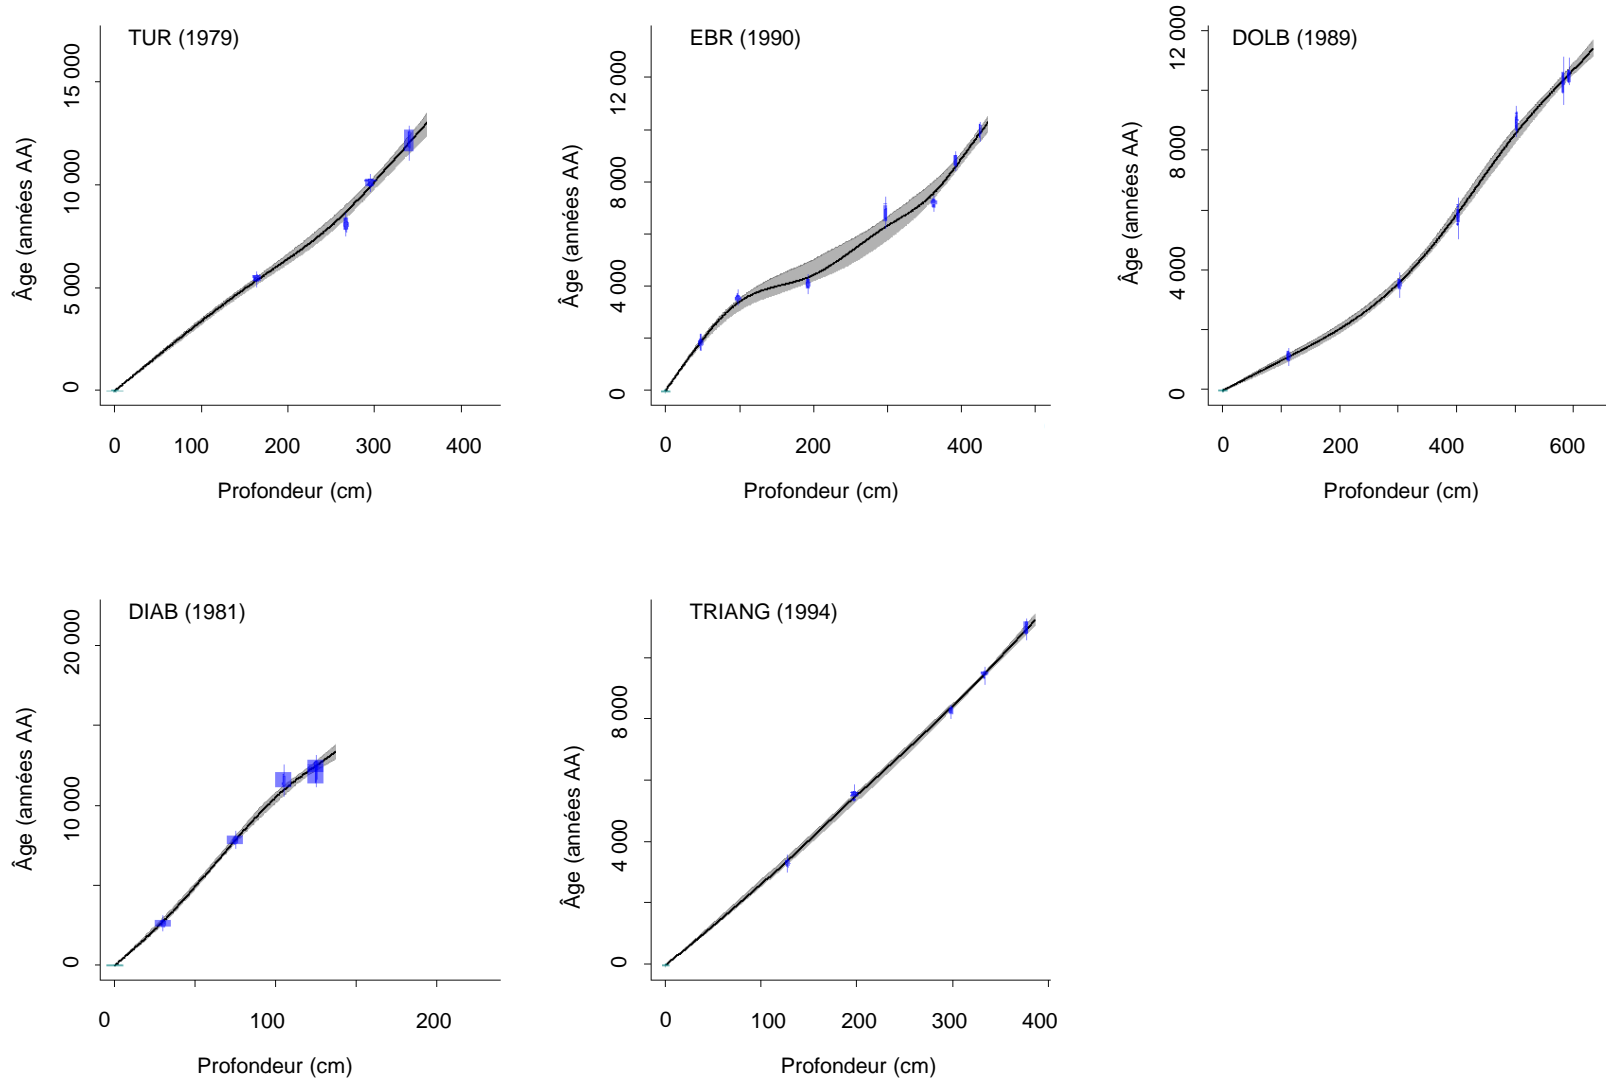 TUR (1979)
Âge (années AA)
15 000
10 000
5 000
0
0 100 200 300 400
Profondeur (cm)
EBR (1990)
Âge (années AA)
12 000
8 000
4 000
0
0 200 400
Profondeur (cm)
DOLB (1989)
Âge (années AA)
12 000
8 000
4 000
0
0 200 400 600
Profondeur (cm)
DIAB (1981)
Âge (années AA)
20 000
10 000
0
0 100 200
Profondeur (cm)
TRIANG (1994)
Âge (années AA)
8 000
4 000
0
0 100 200 300 400
Profondeur (cm)